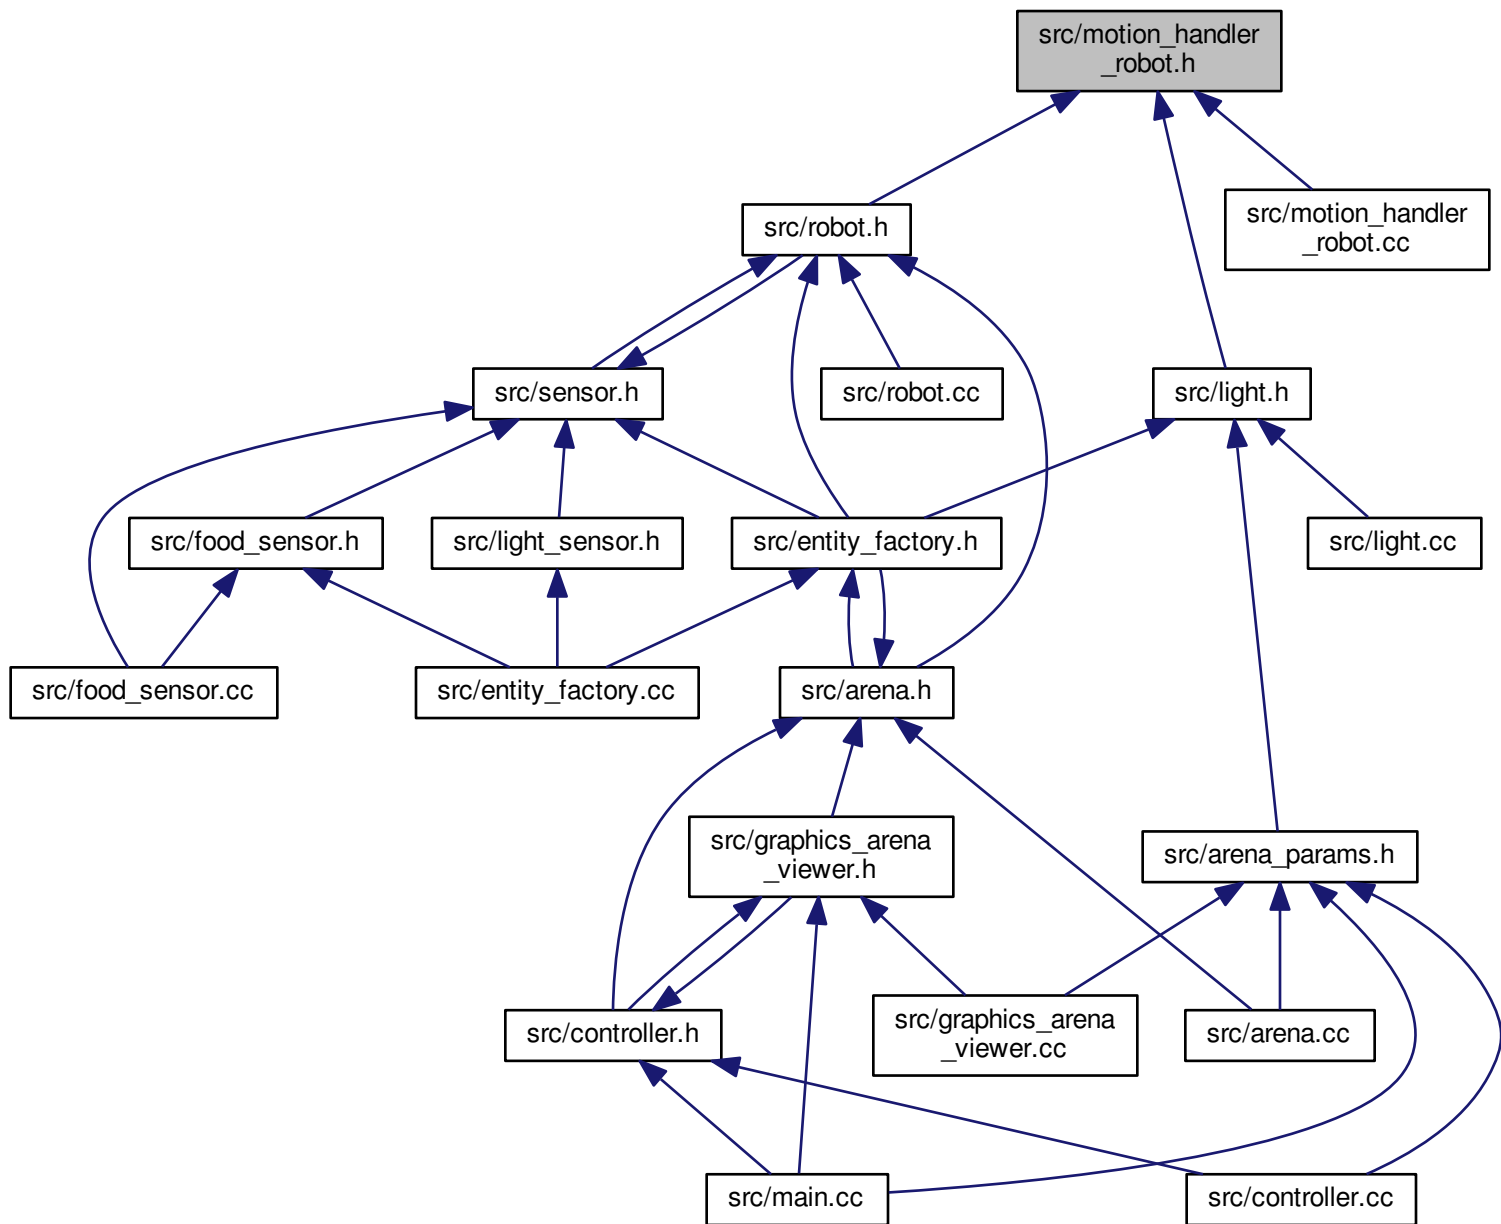 src/motion_handler
_robot.h
src/motion_handler
_robot.cc
src/robot.h
src/sensor.h
src/robot.cc
src/light.h
src/food_sensor.h
src/light_sensor.h
src/entity_factory.h
src/light.cc
src/food_sensor.cc
src/entity_factory.cc
src/arena.h
src/graphics_arena
_viewer.h
src/arena_params.h
src/controller.h
src/graphics_arena
_viewer.cc
src/arena.cc
src/main.cc
src/controller.cc